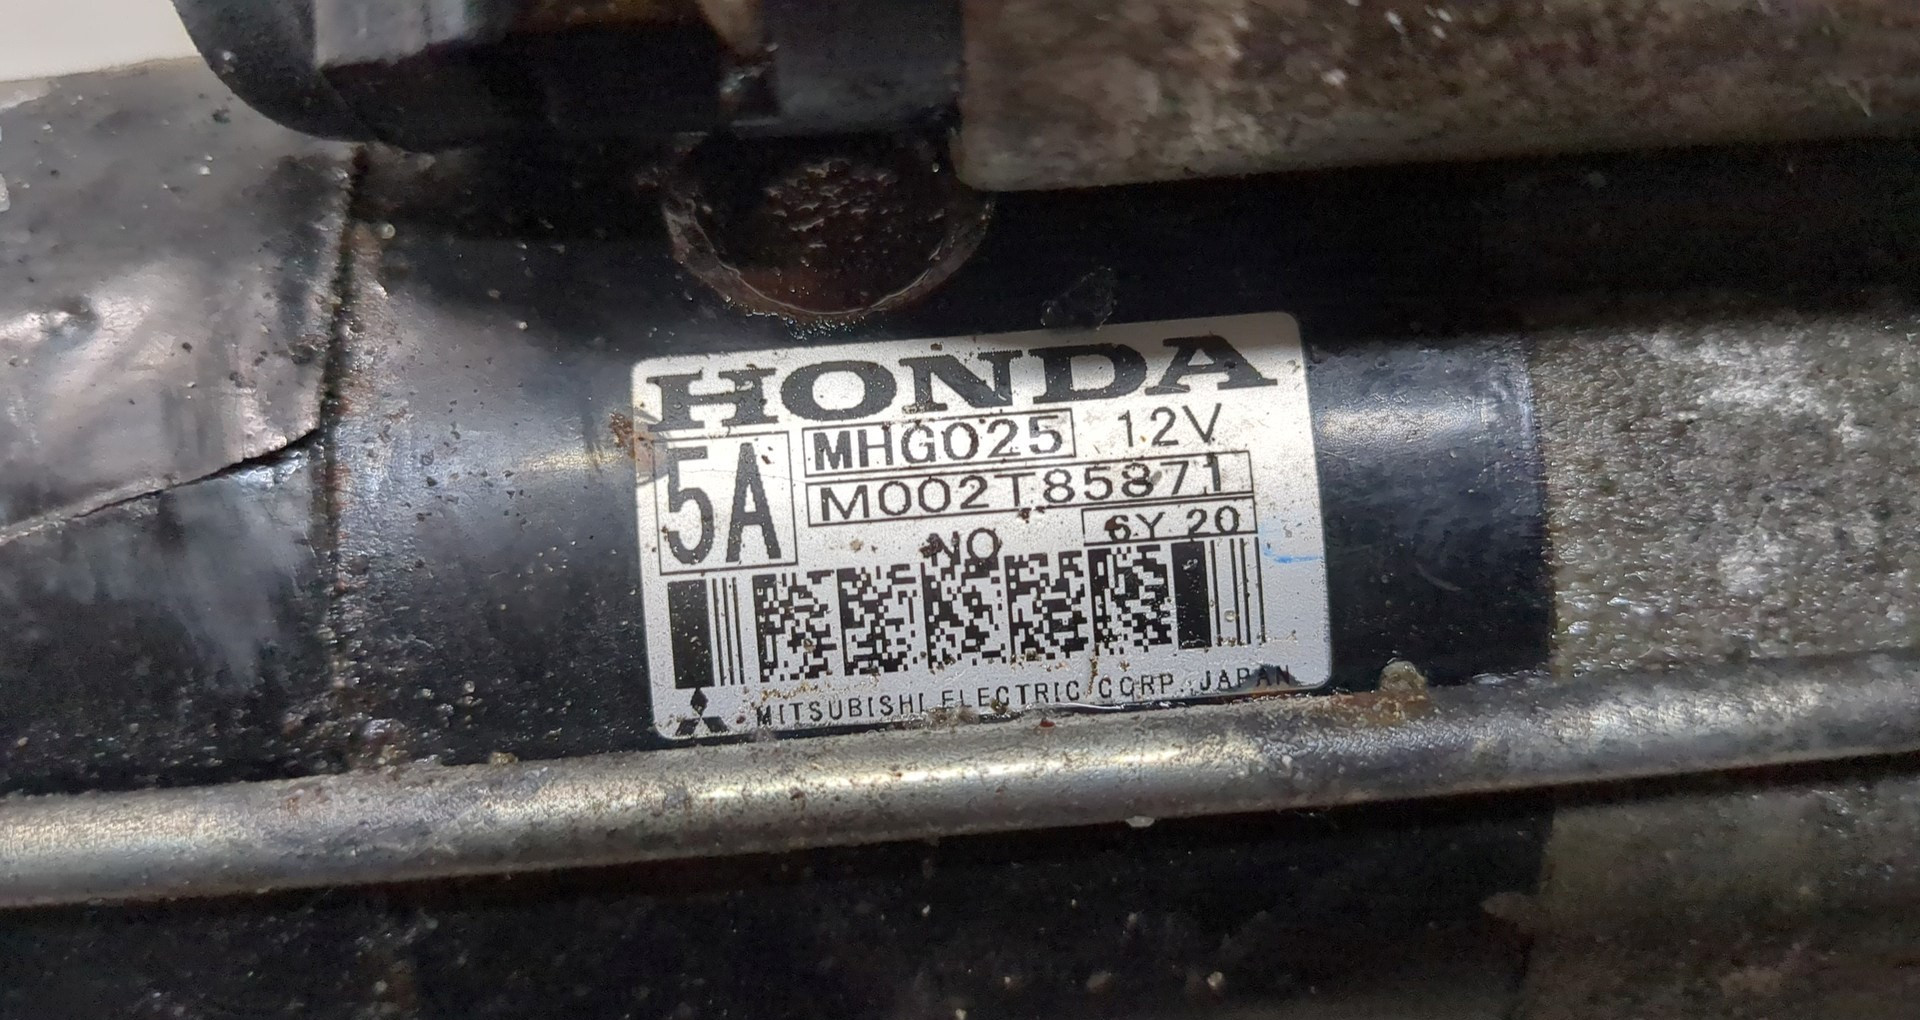 HONDA
5A
MHG025 12V
M002T85871
NO 6Y 20
MITSUBISHI ELECTRIC CORP. JAPAN